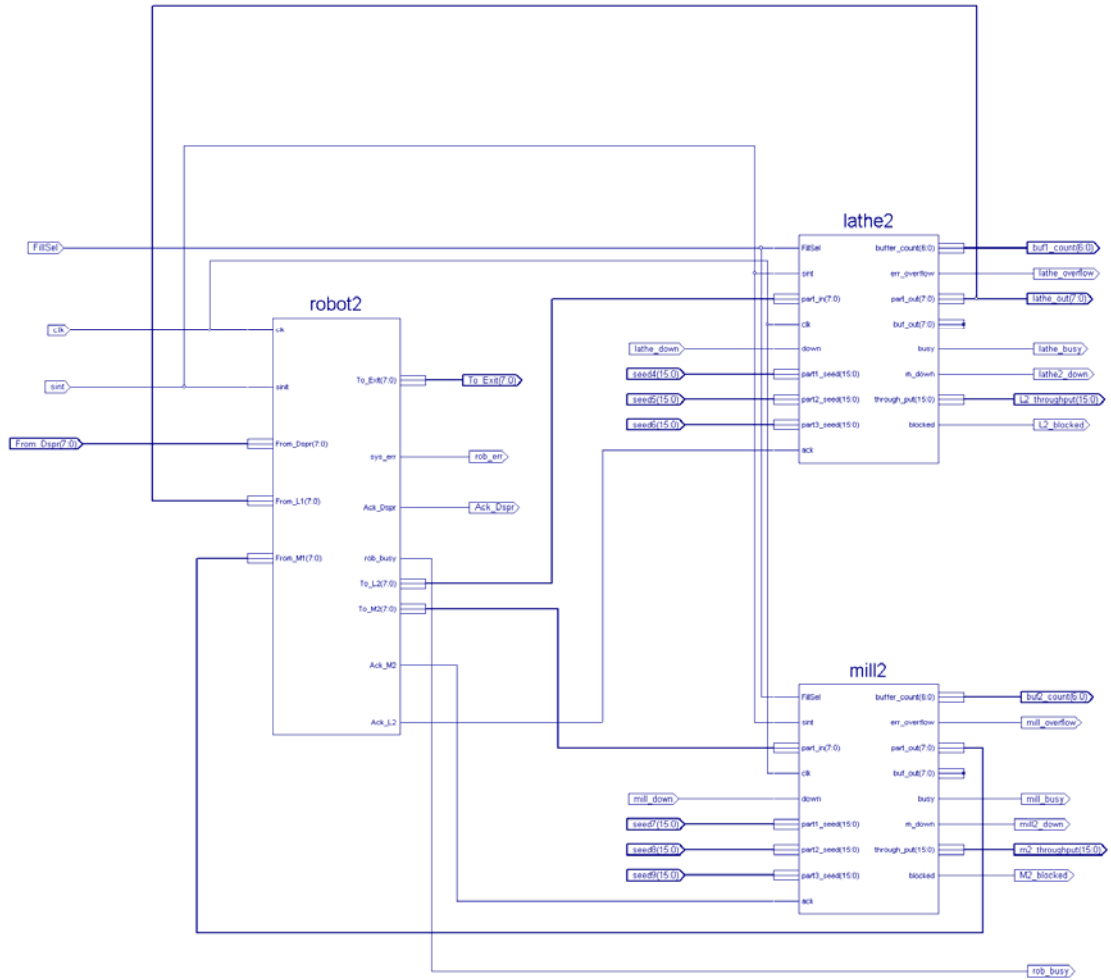 lathe2
FillSel
FillSel
buffer_count(6:0)
buf1_count(6:0)
sint
err_overflow
lathe_overflow
robot2
part_in(7:0)
part_out(7:0)
lathe_out(7:0)
clk
clk
clk
but_out(7:0)
lathe_down
down
busy
lathe_busy
sint
sinit
To_Exit(7:0)
To_Exit(7:0)
seed4(15:0)
part1_seed(15:0)
m_down
lathe2_down
seed5(15:0)
part2_seed(15:0)
through_put(15:0)
L2_throughput(15:0)
seed6(15:0)
part3_seed(15:0)
blocked
L2_blocked
From_Dspr(7:0)
From_Dspr(7:0)
sys_err
rob_err
ack
From_L1(7:0)
Ack_Dspr
Ack_Dspr
From_M1(7:0)
rob_busy
To_L2(7:0)
To_M2(7:0)
Ack_M2
Ack_L2
mill2
FillSel
buffer_count(6:0)
buf2_count(6:0)
sint
err_overflow
mill_overflow
part_in(7:0)
part_out(7:0)
clk
but_out(7:0)
mill_down
down
busy
mill_busy
seed7(15:0)
part1_seed(15:0)
m_down
mill2_down
seed8(15:0)
part2_seed(15:0)
through_put(15:0)
m2_throughput(15:0)
seed9(15:0)
part3_seed(15:0)
blocked
M2_blocked
ack
rob_busy